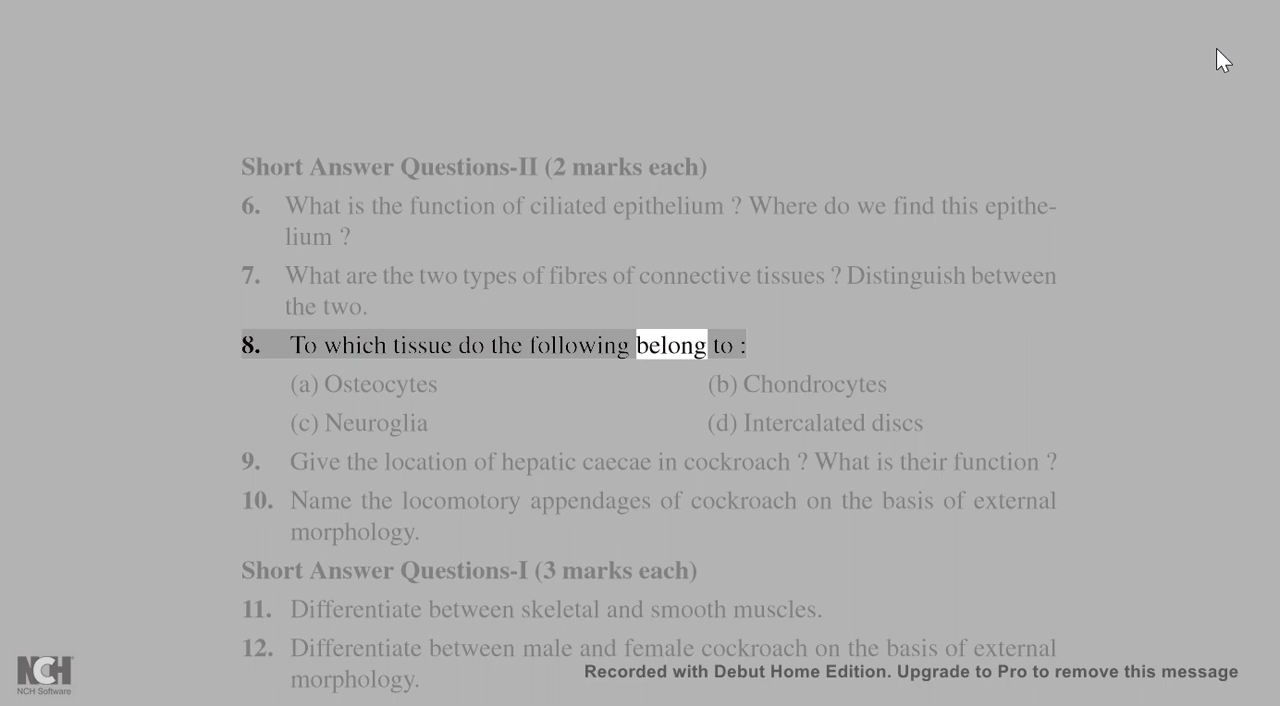 Short Answer Questions-II (2 marks each)
6. What is the function of ciliated epithelium ? Where do we find this epithe-
lium ?
7. What are the two types of fibres of connective tissues ? Distinguish between
the two.
8. To which tissue do the following belong to :
(a) Osteocytes (b) Chondrocytes
(c) Neuroglia (d) Intercalated discs
9. Give the location of hepatic caecae in cockroach ? What is their function ?
10. Name the locomotory appendages of cockroach on the basis of external
morphology.
Short Answer Questions-I (3 marks each)
11. Differentiate between skeletal and smooth muscles.
12. Differentiate between male and female cockroach on the basis of external
morphology.
NCH
NCH Software
Recorded with Debut Home Edition. Upgrade to Pro to remove this message